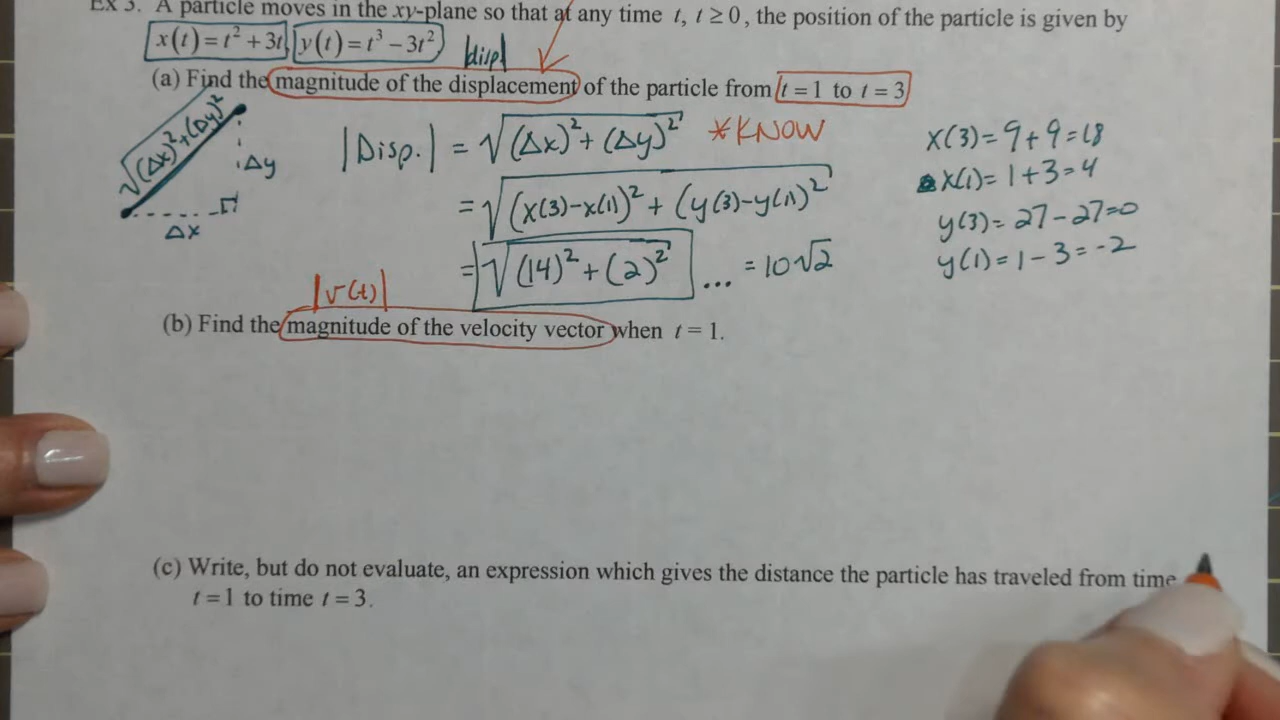 Ex 3. A particle moves in the xy-plane so that at any time t, t ≥ 0, the position of the particle is given by
x(t) = t² + 3t, y(t) = t³ − 3t² |displ
(a) Find the magnitude of the displacement of the particle from t = 1 to t = 3
√(Δx)²+(Δy)²
Δy
Δx
|Disp.| = √(Δx)² + (Δy)² *KNOW
= √(x(3)−x(1))² + (y(3)−y(1))²
= √(14)² + (2)² ... = 10√2
x(3) = 9 + 9 = 18
x(1) = 1 + 3 = 4
y(3) = 27 − 27 = 0
y(1) = 1 − 3 = −2
|v(t)|
(b) Find the magnitude of the velocity vector when t = 1.
(c) Write, but do not evaluate, an expression which gives the distance the particle has traveled from time
t = 1 to time t = 3.